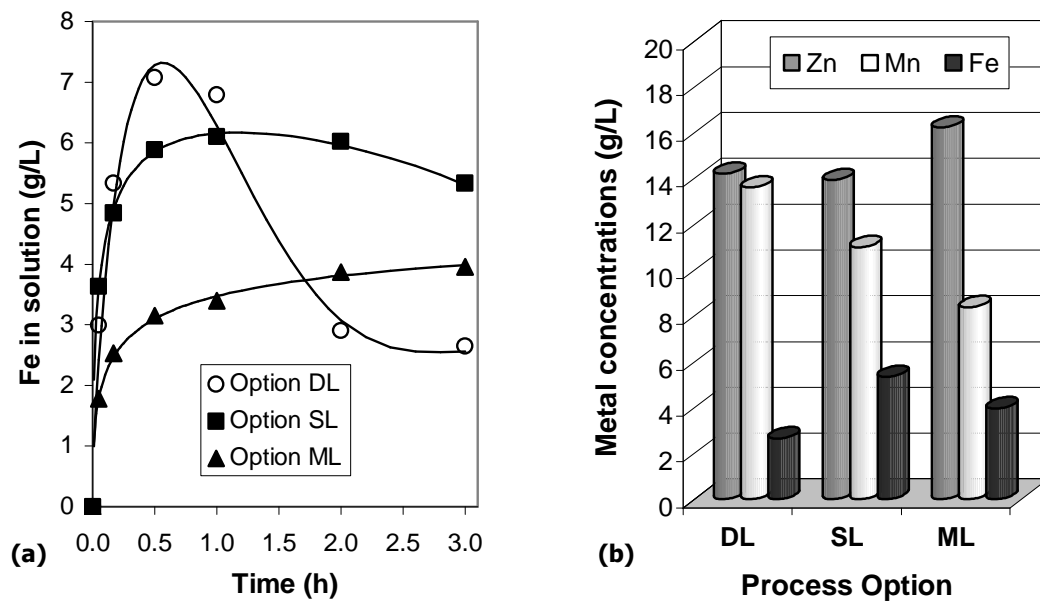 8
7
6
5
4
3
2
1
0
Fe in solution (g/L)
Option DL
Option SL
Option ML
0.0 0.5 1.0 1.5 2.0 2.5 3.0
Time (h)
(a)
20
18
16
14
12
10
8
6
4
2
0
Metal concentrations (g/L)
Zn Mn Fe
DL SL ML
Process Option
(b)